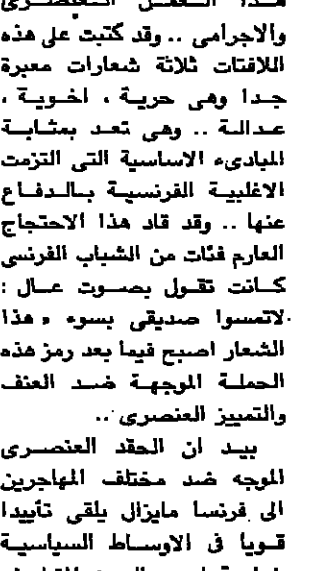 هذا العمل العنصرى
والاجرامى .. وقد كتبت على هذه
اللافتات ثلاثة شعارات معبرة
جدا وهى حرية ، اخوية ،
عدالة .. وهى تعد بمثابة
المبادىء الاساسية التى التزمت
الاغلبية الفرنسية بالدفاع
عنها .. وقد قاد هذا الاحتجاج
العارم فئات من الشباب الفرنسى
كانت تقول بصوت عال :
لاتمسوا صديقى بسوء « هذا
الشعار اصبح فيما بعد رمز هذه
الحملة الموجهة ضد العنف
والتمييز العنصرى ..
بيد ان الحقد العنصرى
الموجه ضد مختلف المهاجرين
الى فرنسا مايزال يلقى تأييدا
قويا فى الاوساط السياسية